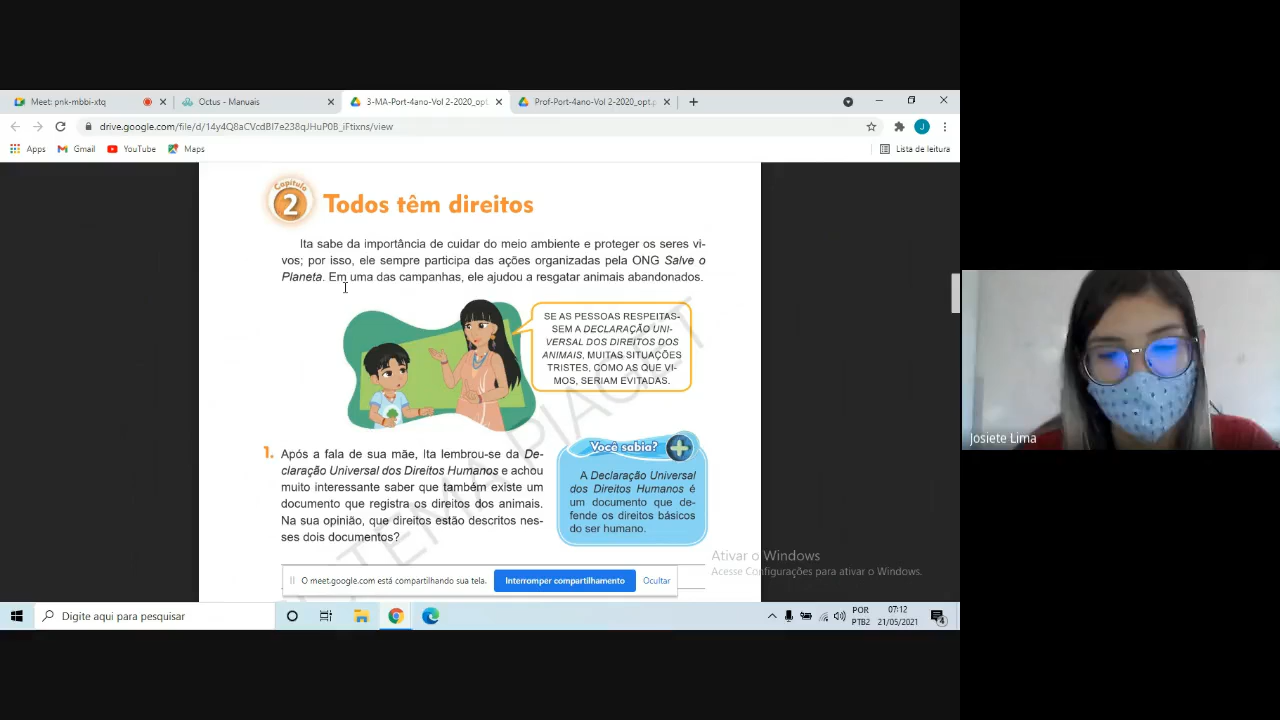 Meet: pnk-mbbi-xtq
Octus - Manuais
3-MA-Port-4ano-Vol 2-2020_opt.
Prof-Port-4ano-Vol 2-2020_opt.p
drive.google.com/file/d/14y4Q8aCVcdBI7e238qJHuP0B_iFtixns/view
Apps
Gmail
YouTube
Maps
Lista de leitura
Capítulo
2
Todos têm direitos
Ita sabe da importância de cuidar do meio ambiente e proteger os seres vi-
vos; por isso, ele sempre participa das ações organizadas pela ONG Salve o
Planeta. Em uma das campanhas, ele ajudou a resgatar animais abandonados.
SE AS PESSOAS RESPEITAS-
SEM A DECLARAÇÃO UNI-
VERSAL DOS DIREITOS DOS
ANIMAIS, MUITAS SITUAÇÕES
TRISTES, COMO AS QUE VI-
MOS, SERIAM EVITADAS.
1. Após a fala de sua mãe, Ita lembrou-se da De-
claração Universal dos Direitos Humanos e achou
muito interessante saber que também existe um
documento que registra os direitos dos animais.
Na sua opinião, que direitos estão descritos nes-
ses dois documentos?
Você sabia?
A Declaração Universal
dos Direitos Humanos é
um documento que de-
fende os direitos básicos
do ser humano.
SISTEMA PIAGET
Ativar o Windows
Acesse Configurações para ativar o Windows.
O meet.google.com está compartilhando sua tela.
Interromper compartilhamento
Ocultar
Digite aqui para pesquisar
POR
PTB2
07:12
21/05/2021
4
J
Josiete Lima